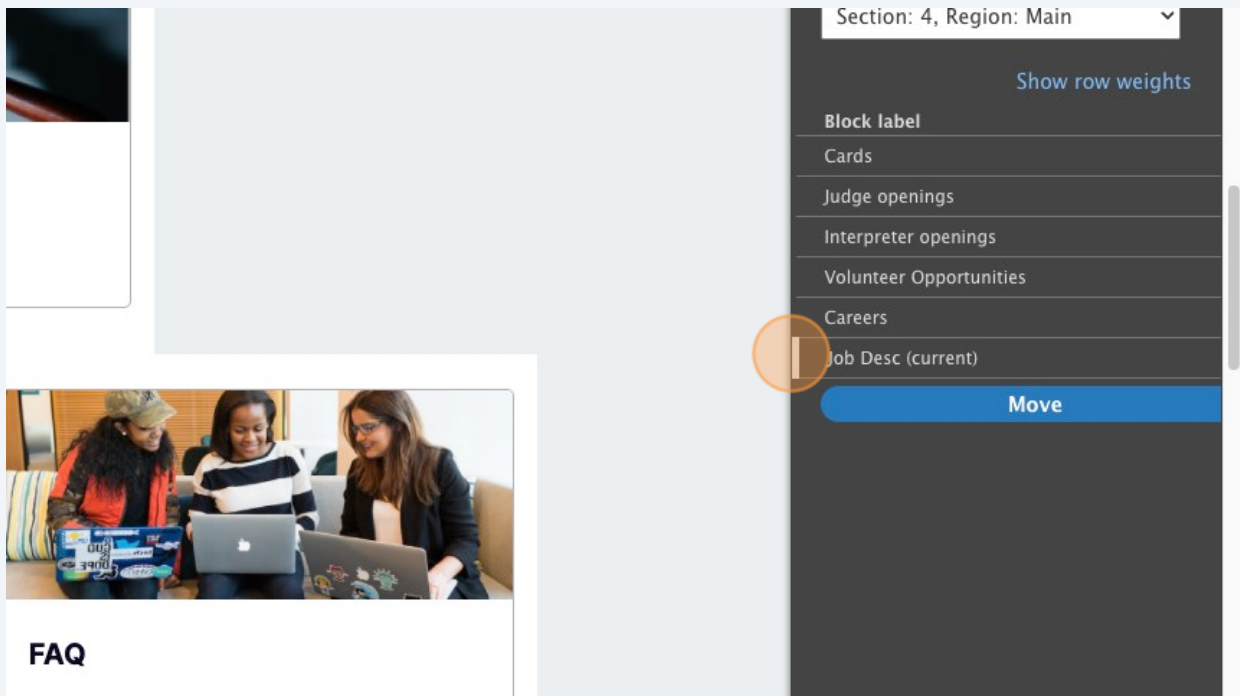 Section: 4, Region: Main
Show row weights
Block label
Cards
Judge openings
Interpreter openings
Volunteer Opportunities
Careers
Job Desc (current)
Move
FAQ